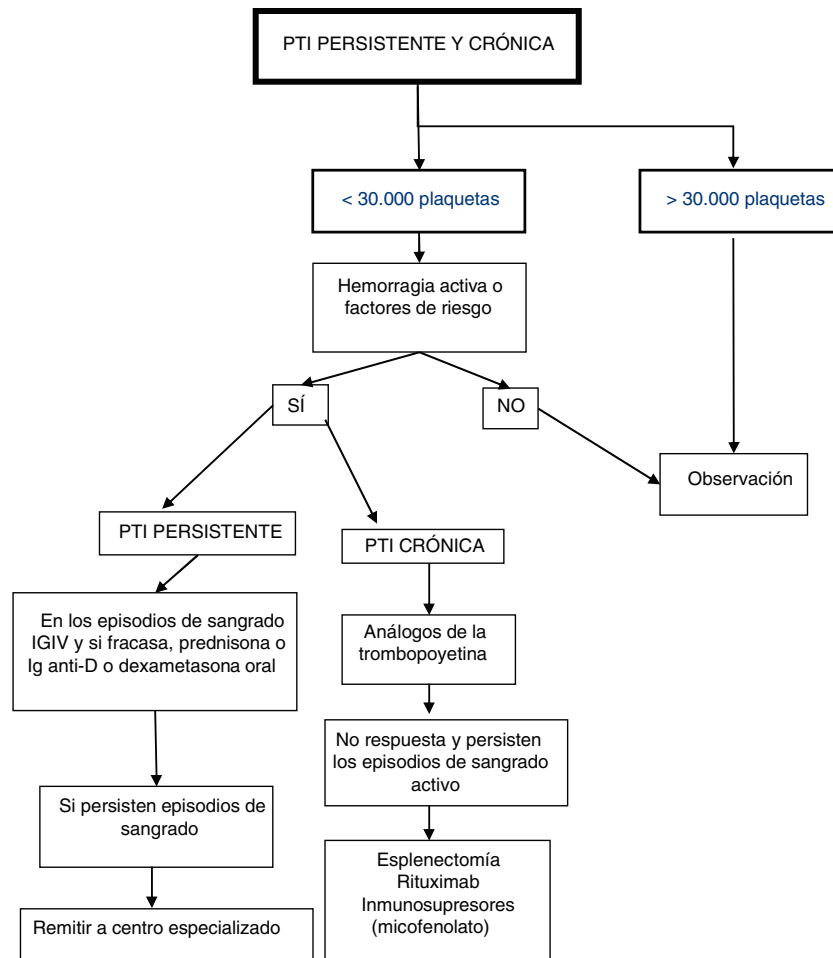 PTI PERSISTENTE Y CRÓNICA
< 30.000 plaquetas
> 30.000 plaquetas
Hemorragia activa o
factores de riesgo
SÍ
NO
Observación
PTI PERSISTENTE
PTI CRÓNICA
En los episodios de sangrado
IGIV y si fracasa, prednisona o
Ig anti-D o dexametasona oral
Análogos de la
trombopoyetina
No respuesta y persisten
los episodios de sangrado
activo
Si persisten episodios de
sangrado
Esplenectomía
Rituximab
Inmunosupresores
(micofenolato)
Remitir a centro especializado